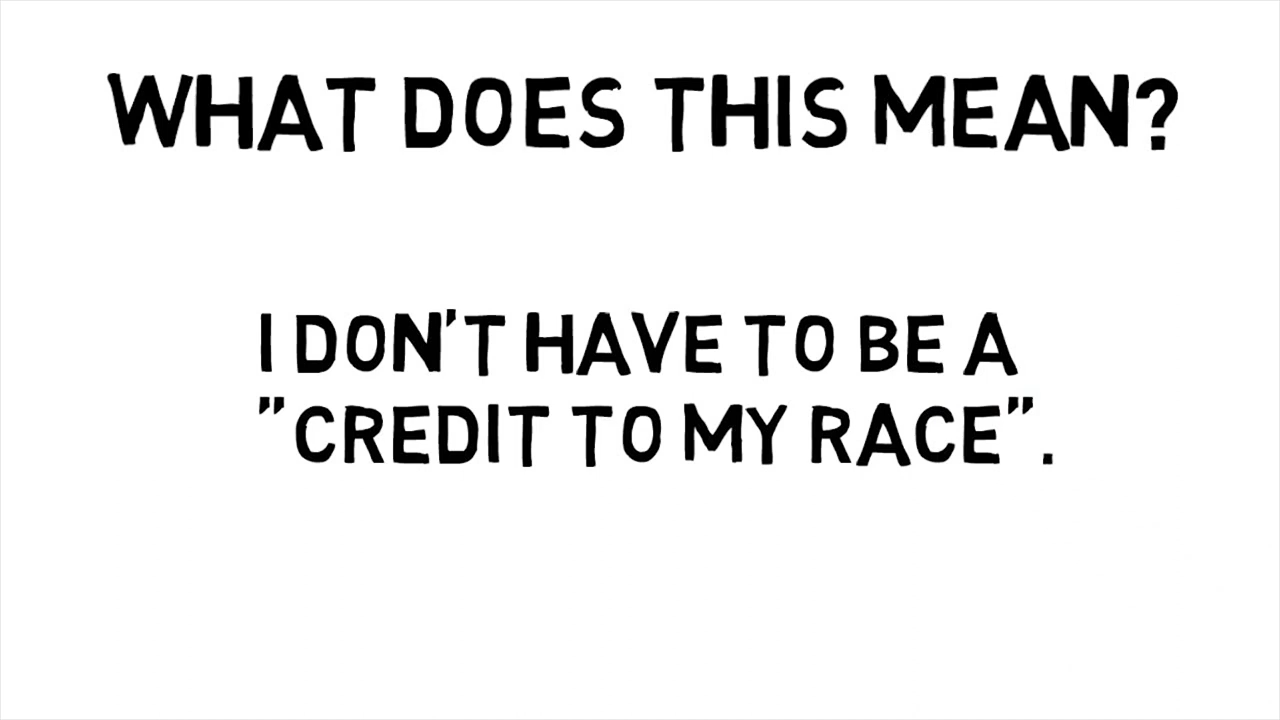 WHAT DOES THIS MEAN?
I DON'T HAVE TO BE A
"CREDIT TO MY RACE".